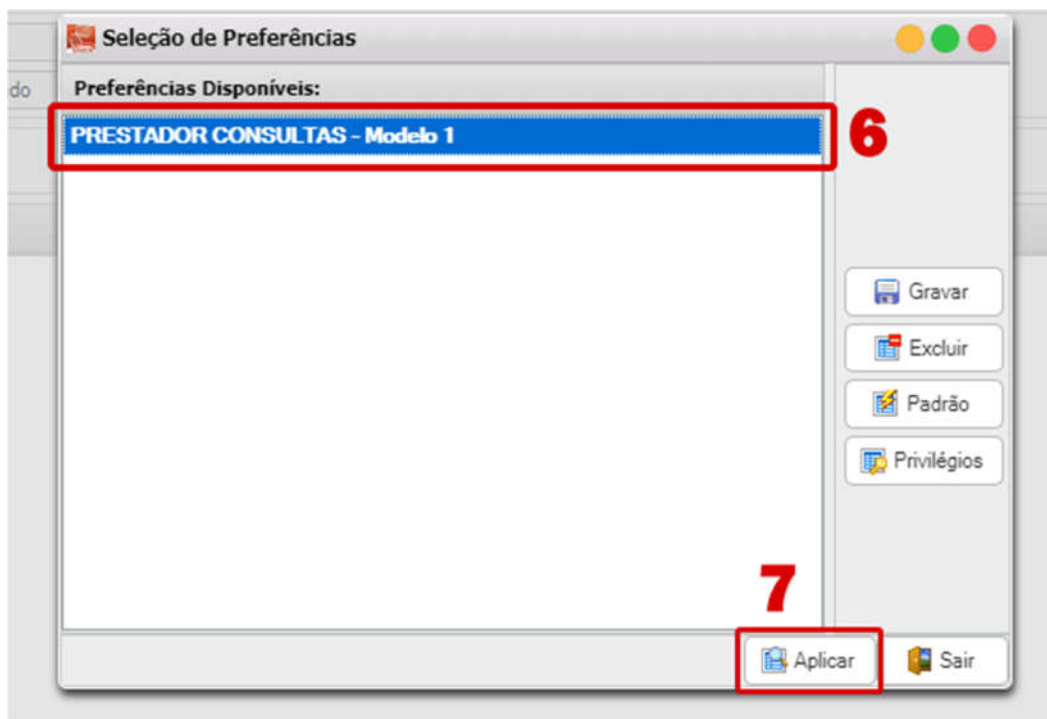 Seleção de Preferências
do
Preferências Disponíveis:
PRESTADOR CONSULTAS - Modelo 1
6
Gravar
Excluir
Padrão
Privilégios
7
Aplicar
Sair